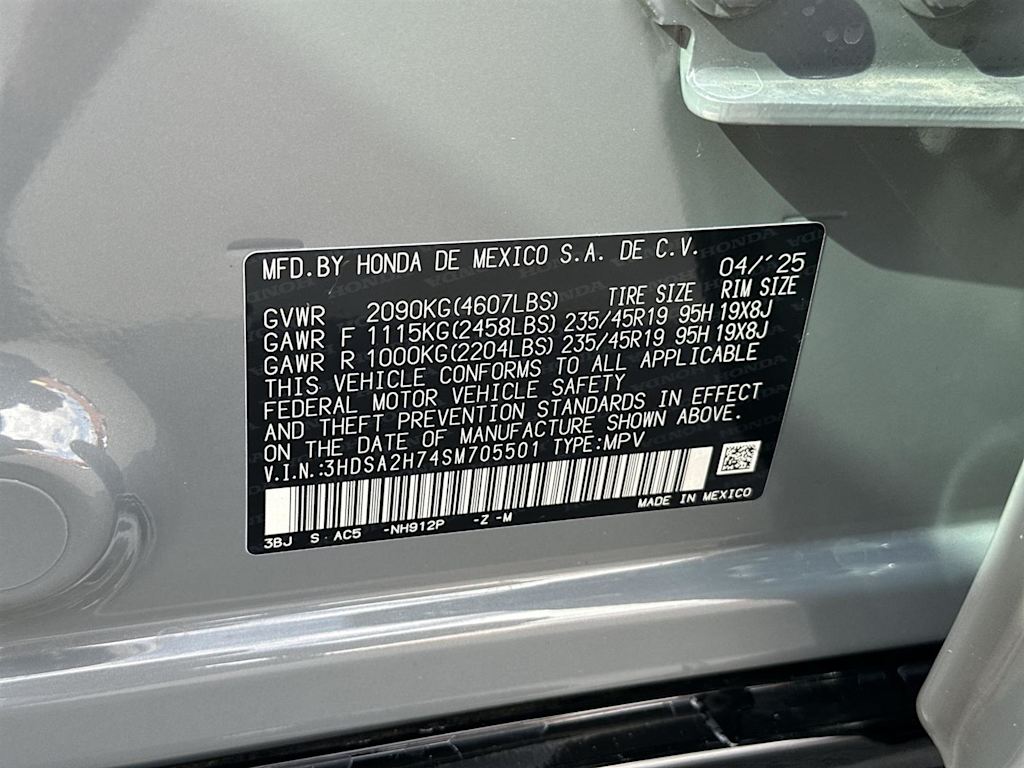 MFD.BY HONDA DE MEXICO S.A. DE C.V.
04/'25
GVWR 2090KG(4607LBS) TIRE SIZE RIM SIZE
GAWR F 1115KG(2458LBS) 235/45R19 95H 19X8J
GAWR R 1000KG(2204LBS) 235/45R19 95H 19X8J
THIS VEHICLE CONFORMS TO ALL APPLICABLE
FEDERAL MOTOR VEHICLE SAFETY
AND THEFT PREVENTION STANDARDS IN EFFECT
ON THE DATE OF MANUFACTURE SHOWN ABOVE.
V.I.N.:3HDSA2H74SM705501 TYPE:MPV
MADE IN MEXICO
3BJ S AC5 -NH912P -Z -M